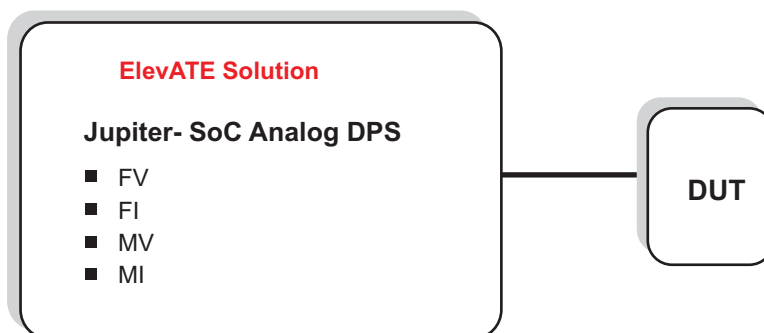 ElevATE Solution
Jupiter- SoC Analog DPS
■ FV
■ FI
■ MV
■ MI
DUT